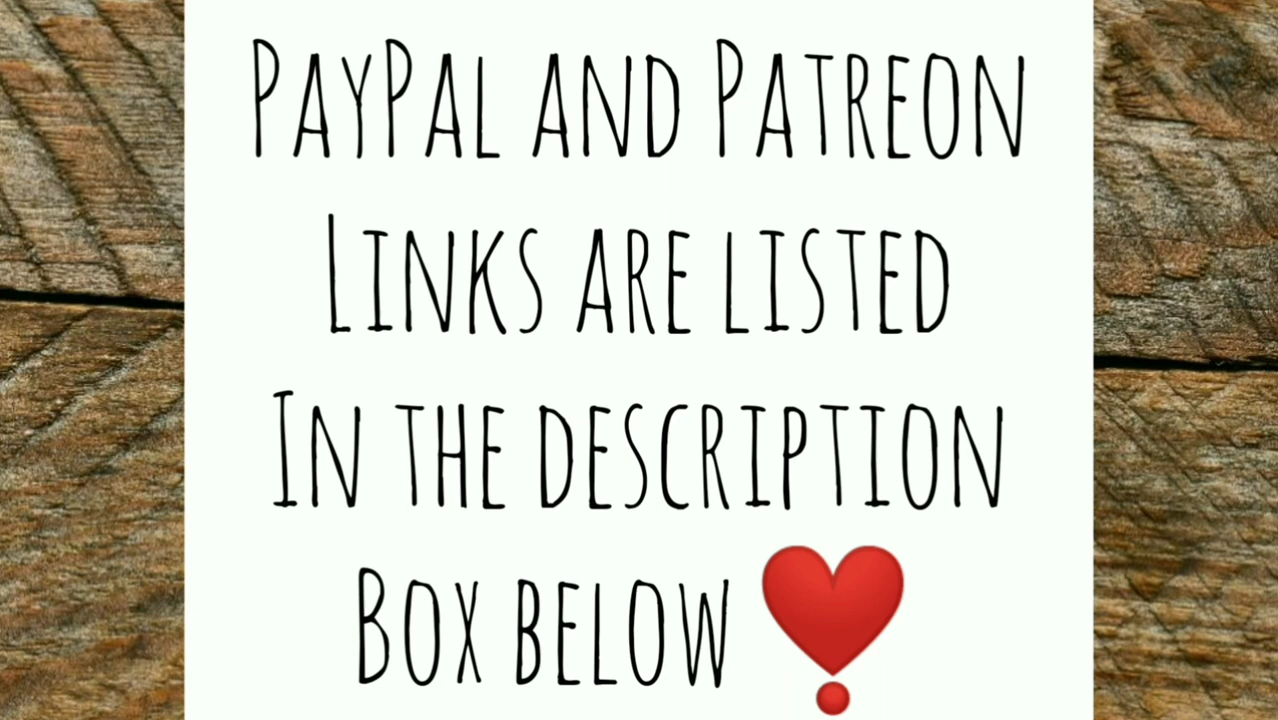 PayPal and Patreon
Links are listed
In the description
Box below ❣